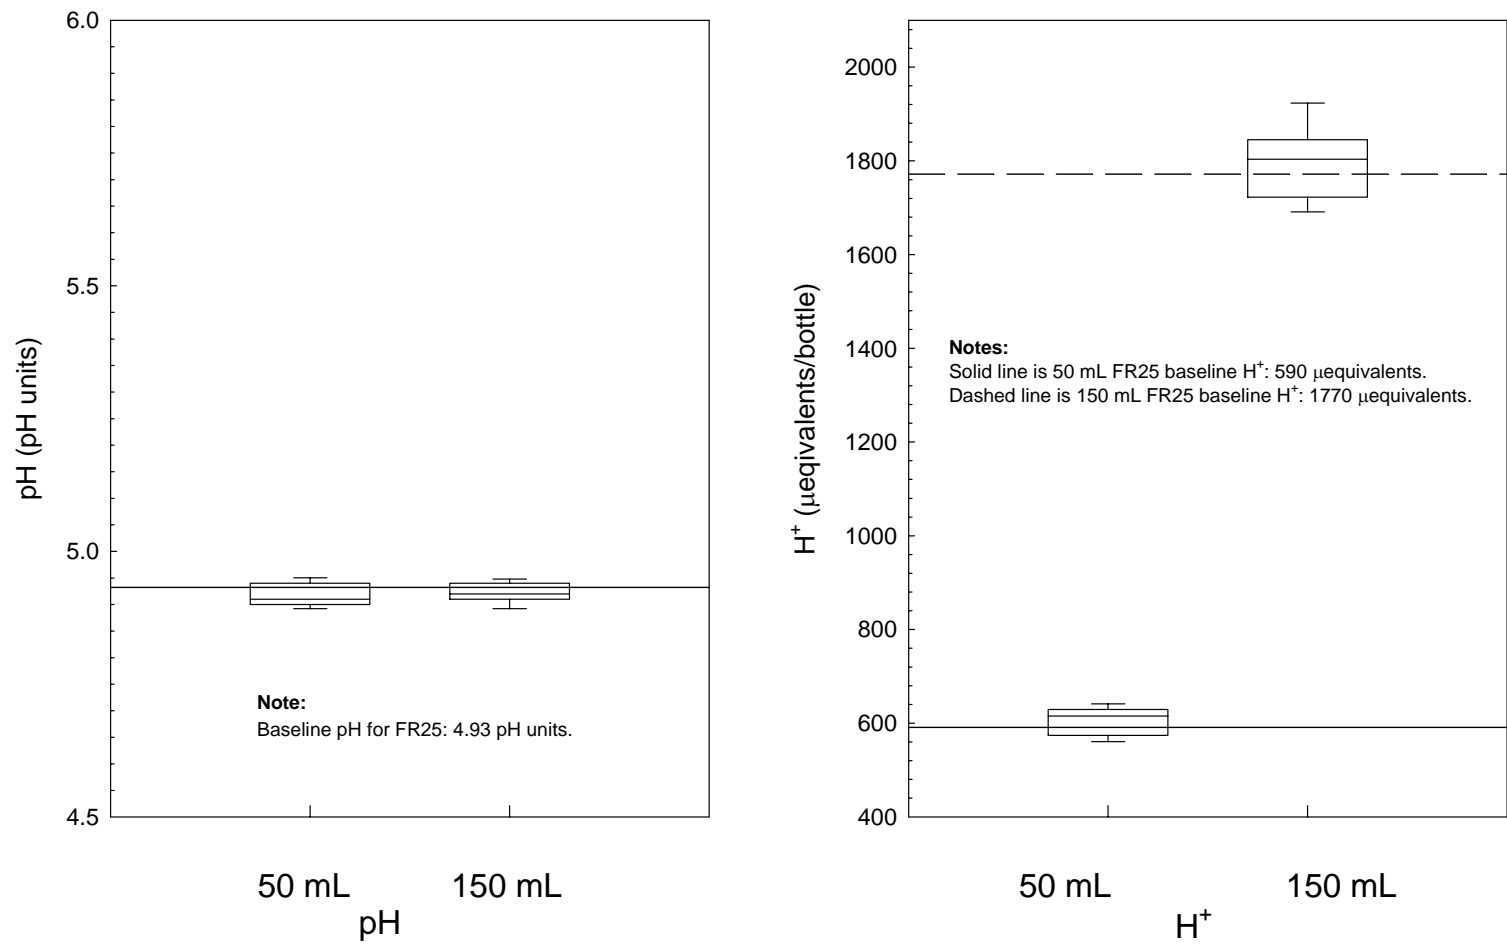 6.0
5.5
5.0
4.5
pH (pH units)
Note:
Baseline pH for FR25: 4.93 pH units.
50 mL
150 mL
pH
2000
1800
1600
1400
1200
1000
800
600
400
H+ (μeqivalents/bottle)
Notes:
Solid line is 50 mL FR25 baseline H+: 590 μequivalents.
Dashed line is 150 mL FR25 baseline H+: 1770 μequivalents.
50 mL
150 mL
H+